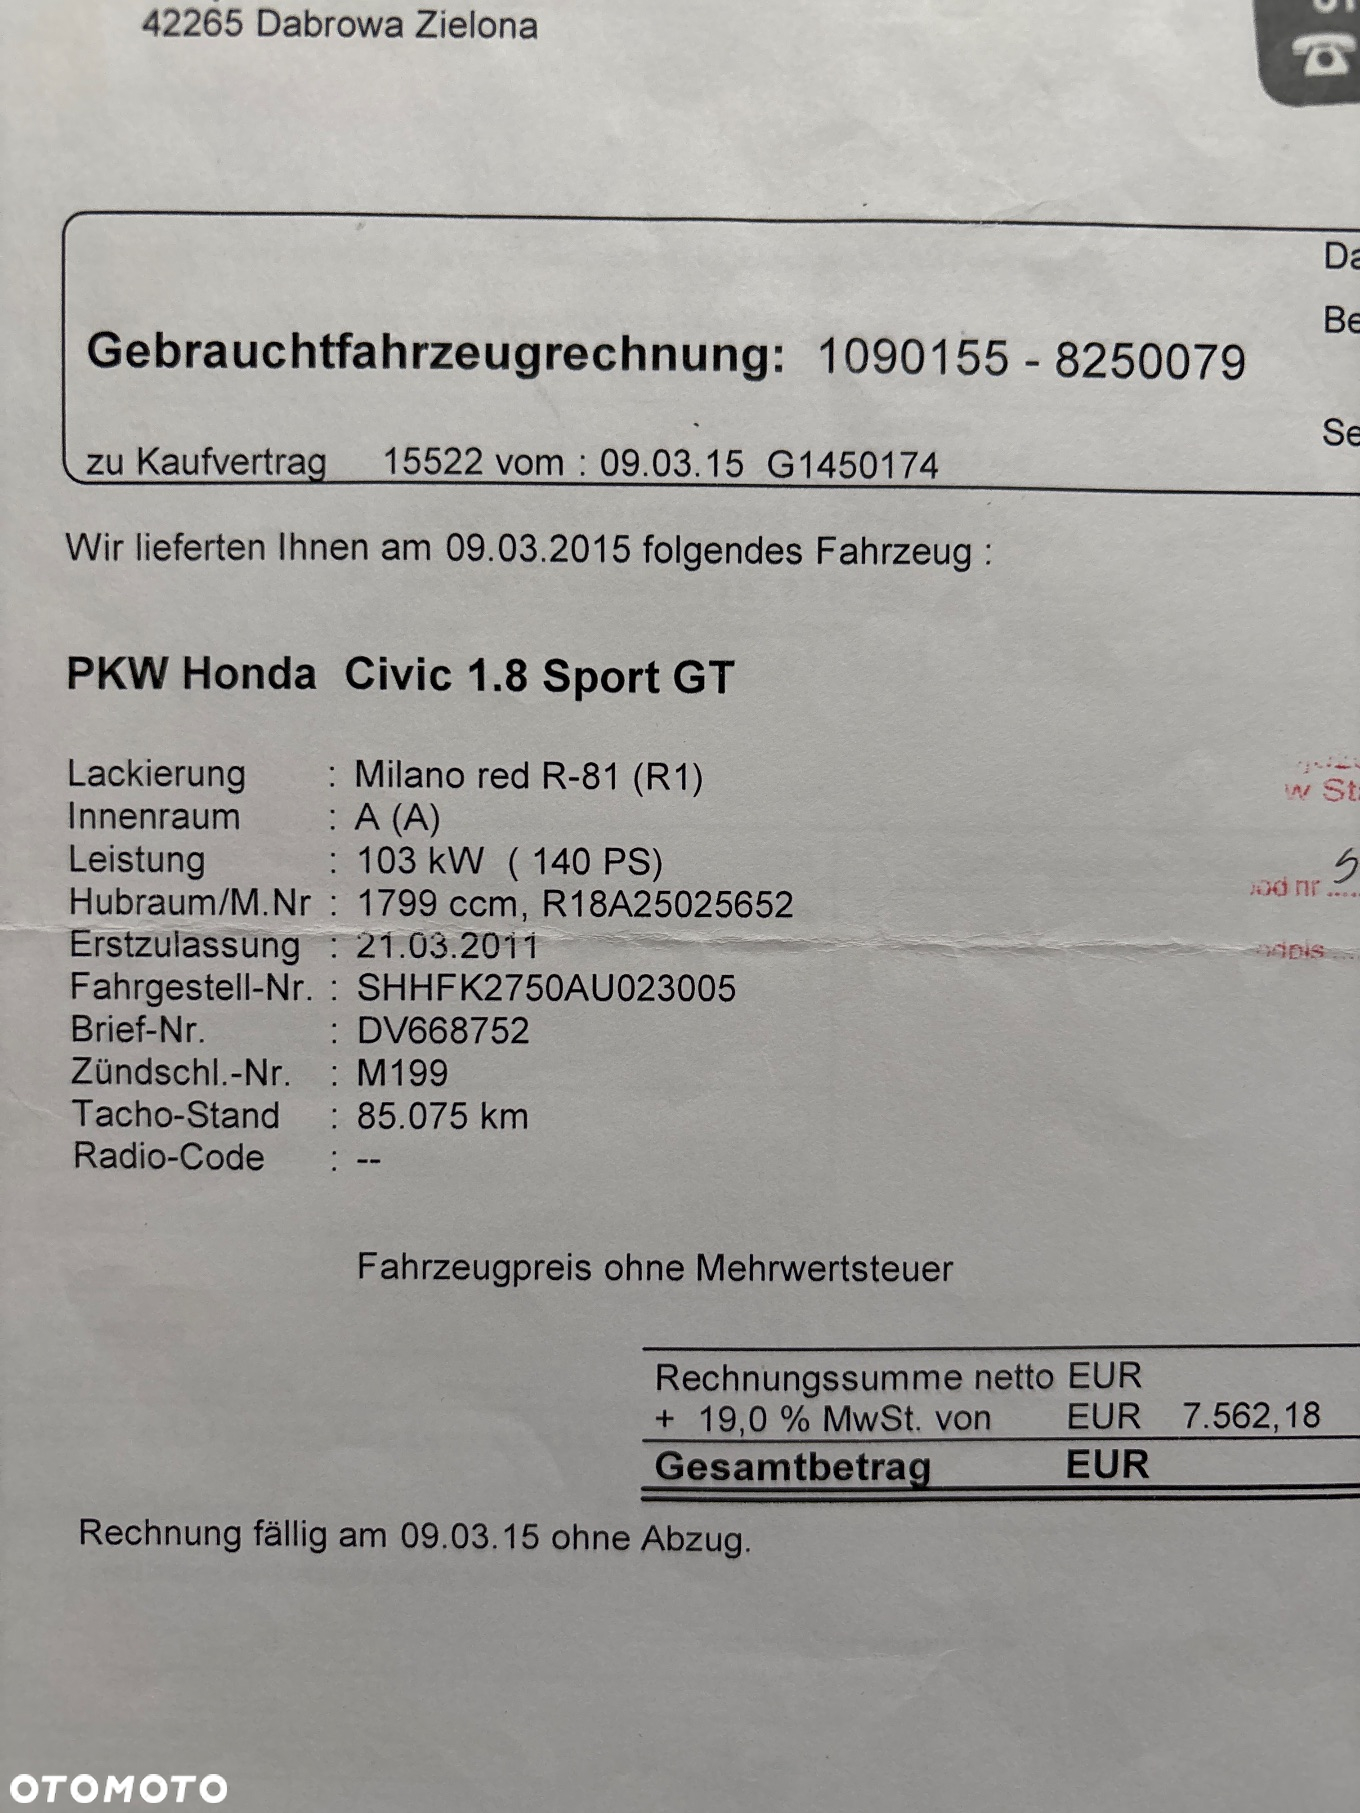 42265 Dabrowa Zielona
Gebrauchtfahrzeugrechnung: 1090155 - 8250079
zu Kaufvertrag 15522 vom : 09.03.15 G1450174
Wir lieferten Ihnen am 09.03.2015 folgendes Fahrzeug :
PKW Honda Civic 1.8 Sport GT
Lackierung : Milano red R-81 (R1)
Innenraum : A (A)
Leistung : 103 kW ( 140 PS)
Hubraum/M.Nr : 1799 ccm, R18A25025652
Erstzulassung : 21.03.2011
Fahrgestell-Nr. : SHHFK2750AU023005
Brief-Nr. : DV668752
Zündschl.-Nr. : M199
Tacho-Stand : 85.075 km
Radio-Code : --
Fahrzeugpreis ohne Mehrwertsteuer
Rechnungssumme netto EUR
+ 19,0 % MwSt. von EUR 7.562,18
Gesamtbetrag EUR
Rechnung fällig am 09.03.15 ohne Abzug.
OTOMOTO